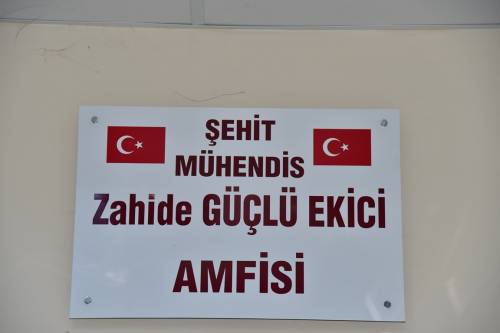 ŞEHİT
MÜHENDİS
Zahide GÜÇLÜ EKİCİ
AMFİSİ